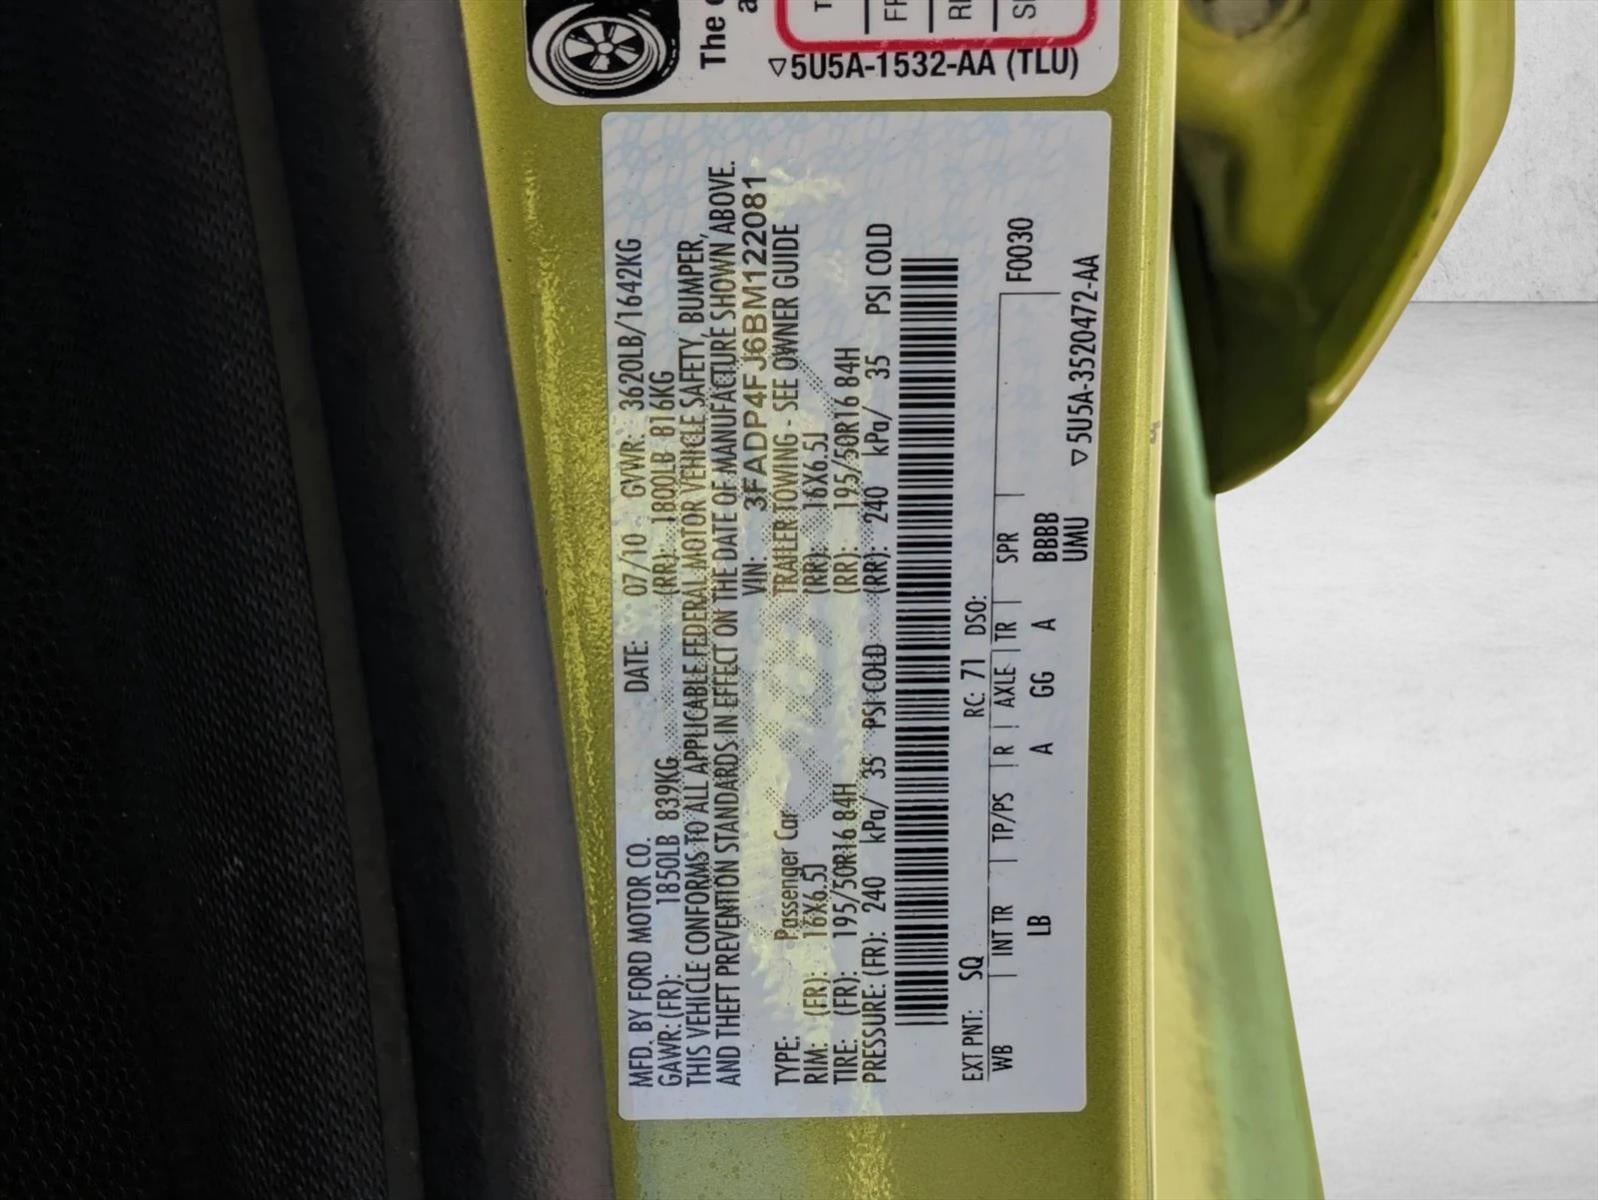 The
▽5U5A-1532-AA (TLU)
MFD. BY FORD MOTOR CO. DATE: 07/10 GVWR: 3620LB/1642KG
GAWR: (FR): 1850LB 839KG (RR): 1800LB 816KG
THIS VEHICLE CONFORMS TO ALL APPLICABLE FEDERAL MOTOR VEHICLE SAFETY, BUMPER,
AND THEFT PREVENTION STANDARDS IN EFFECT ON THE DATE OF MANUFACTURE SHOWN ABOVE.
VIN: 3FADP4FJ6BM122081
TYPE: Passenger Car TRAILER TOWING - SEE OWNER GUIDE
RIM: (FR): 16X6.5J (RR): 16X6.5J
TIRE: (FR): 195/50R16 84H (RR): 195/50R16 84H
PRESSURE: (FR): 240 kPa/ 35 PSI COLD (RR): 240 kPa/ 35 PSI COLD
EXT PNT: SQ RC: 71 DSO:
WB | INT TR | TP/PS | R | AXLE | TR | SPR | F0030
LB A GG A BBBB
UMU ▽5U5A-3520472-AA